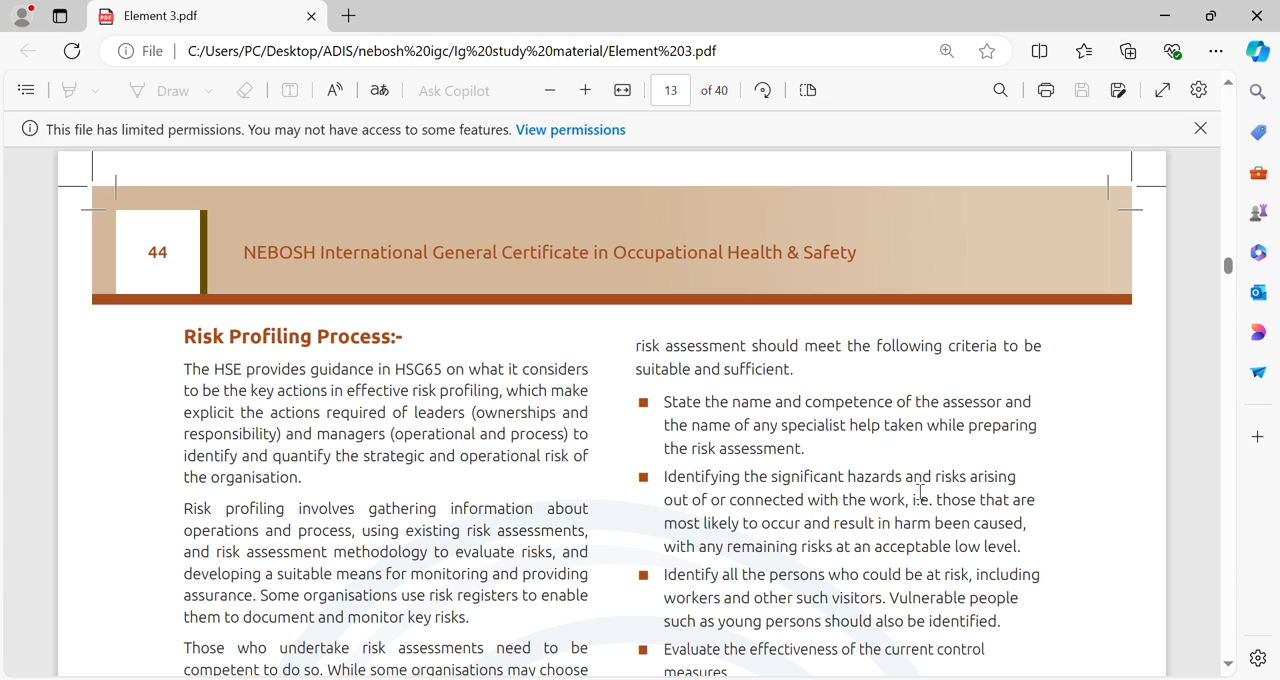 Element 3.pdf
File
C:/Users/PC/Desktop/ADIS/nebosh%20igc/Ig%20study%20material/Element%203.pdf
Draw
T
A
aあ
Ask Copilot
13
of 40
This file has limited permissions. You may not have access to some features. View permissions
44
NEBOSH International General Certificate in Occupational Health & Safety
Risk Profiling Process:-
The HSE provides guidance in HSG65 on what it considers
to be the key actions in effective risk profiling, which make
explicit the actions required of leaders (ownerships and
responsibility) and managers (operational and process) to
identify and quantify the strategic and operational risk of
the organisation.
Risk profiling involves gathering information about
operations and process, using existing risk assessments,
and risk assessment methodology to evaluate risks, and
developing a suitable means for monitoring and providing
assurance. Some organisations use risk registers to enable
them to document and monitor key risks.
Those who undertake risk assessments need to be
competent to do so. While some organisations may choose
risk assessment should meet the following criteria to be
suitable and sufficient.
State the name and competence of the assessor and
the name of any specialist help taken while preparing
the risk assessment.
Identifying the significant hazards and risks arising
out of or connected with the work, i.e. those that are
most likely to occur and result in harm been caused,
with any remaining risks at an acceptable low level.
Identify all the persons who could be at risk, including
workers and other such visitors. Vulnerable people
such as young persons should also be identified.
Evaluate the effectiveness of the current control
measures